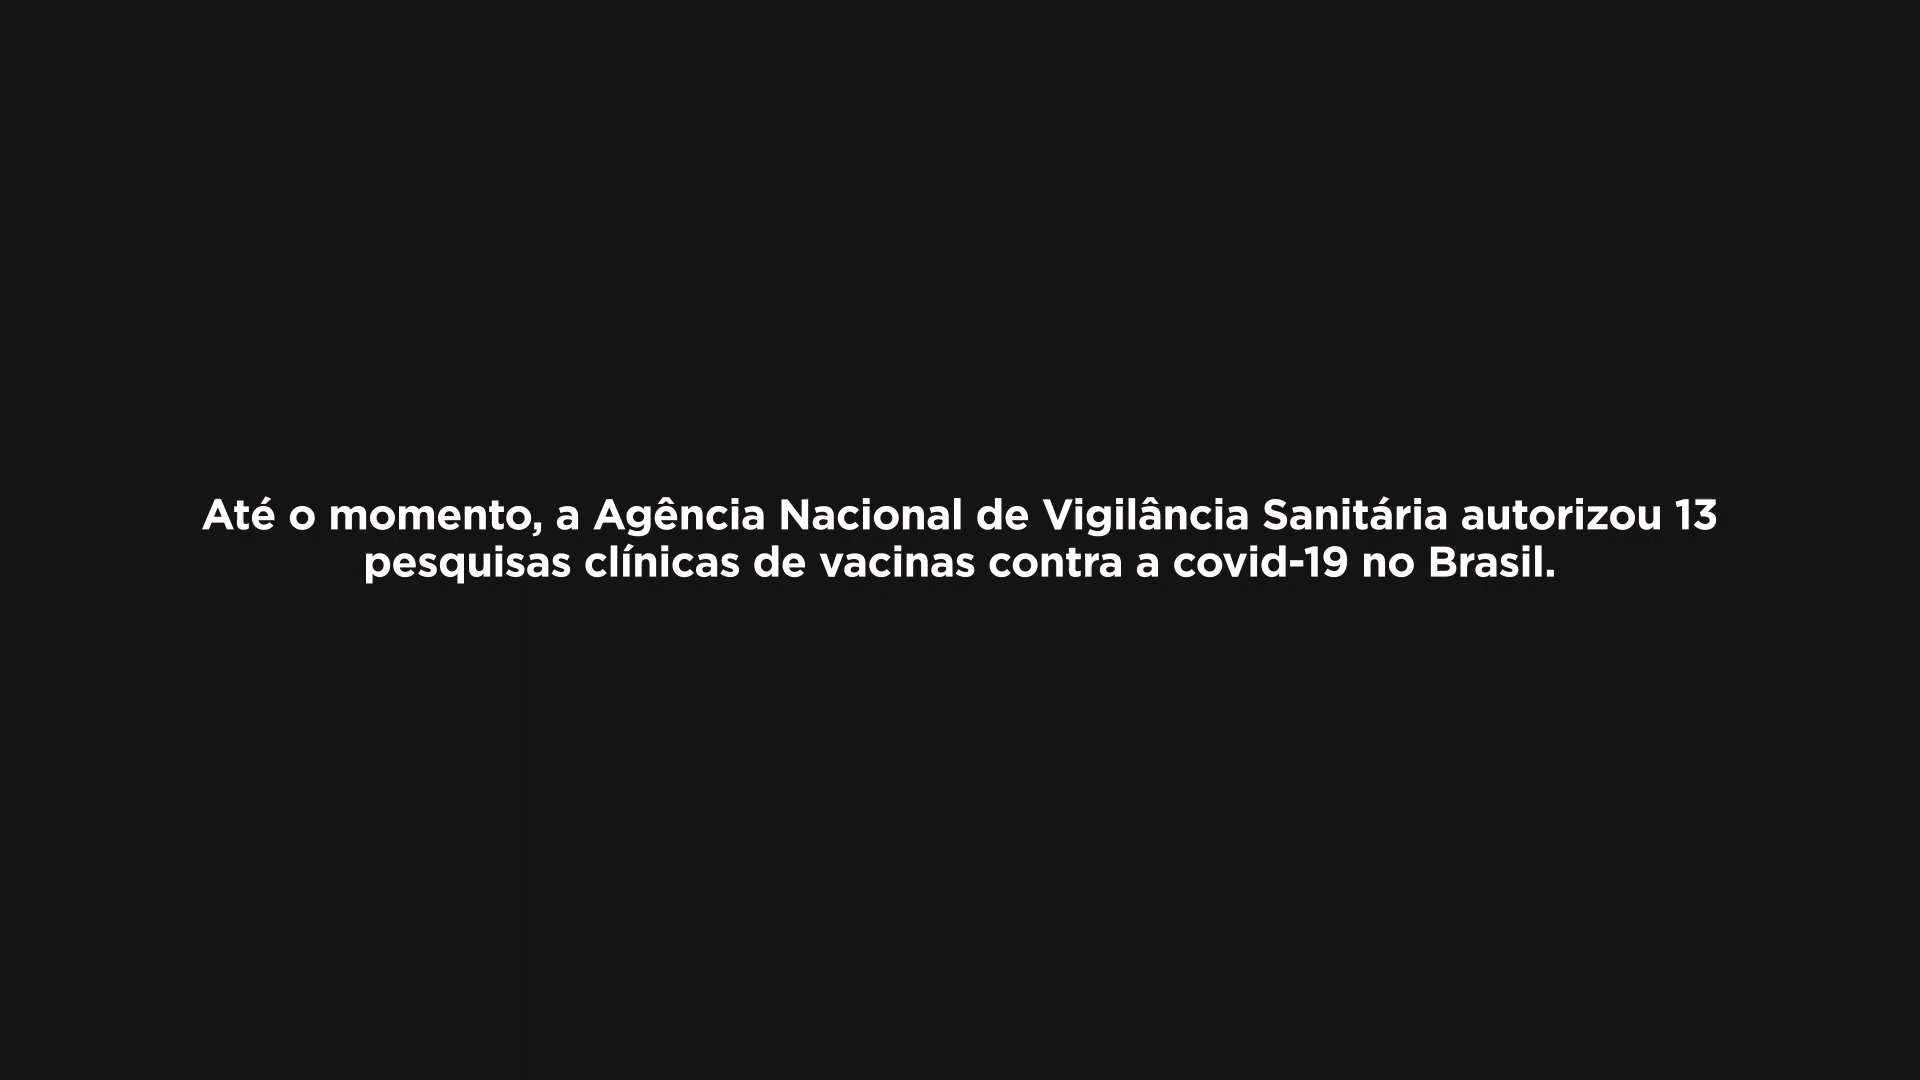 Até o momento, a Agência Nacional de Vigilância Sanitária autorizou 13
pesquisas clínicas de vacinas contra a covid-19 no Brasil.